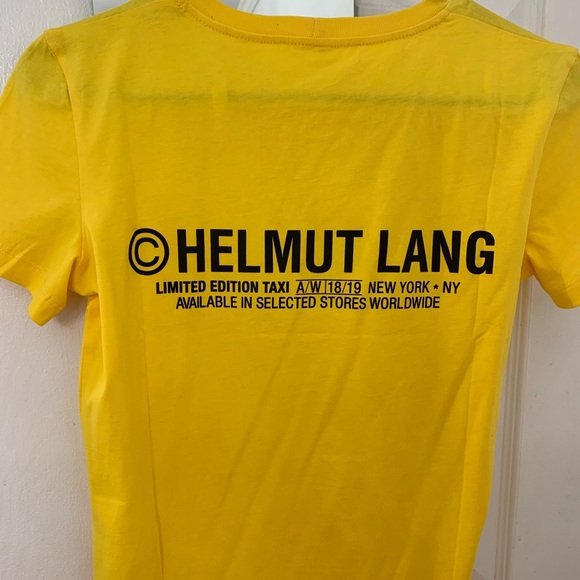 © HELMUT LANG
LIMITED EDITION TAXI A/W|18/19 NEW YORK * NY
AVAILABLE IN SELECTED STORES WORLDWIDE